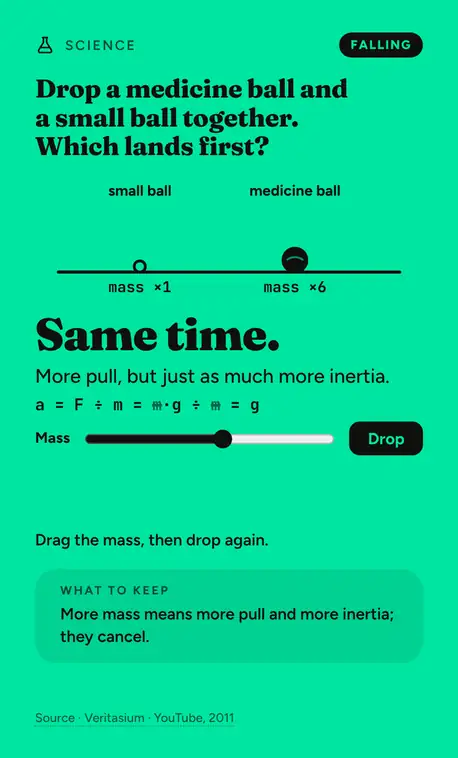 SCIENCE
FALLING
Drop a medicine ball and
a small ball together.
Which lands first?
small ball
medicine ball
mass ×1
mass ×6
Same time.
More pull, but just as much more inertia.
a = F ÷ m = m·g ÷ m = g
Mass
Drop
Drag the mass, then drop again.
WHAT TO KEEP
More mass means more pull and more inertia;
they cancel.
Source · Veritasium · YouTube, 2011